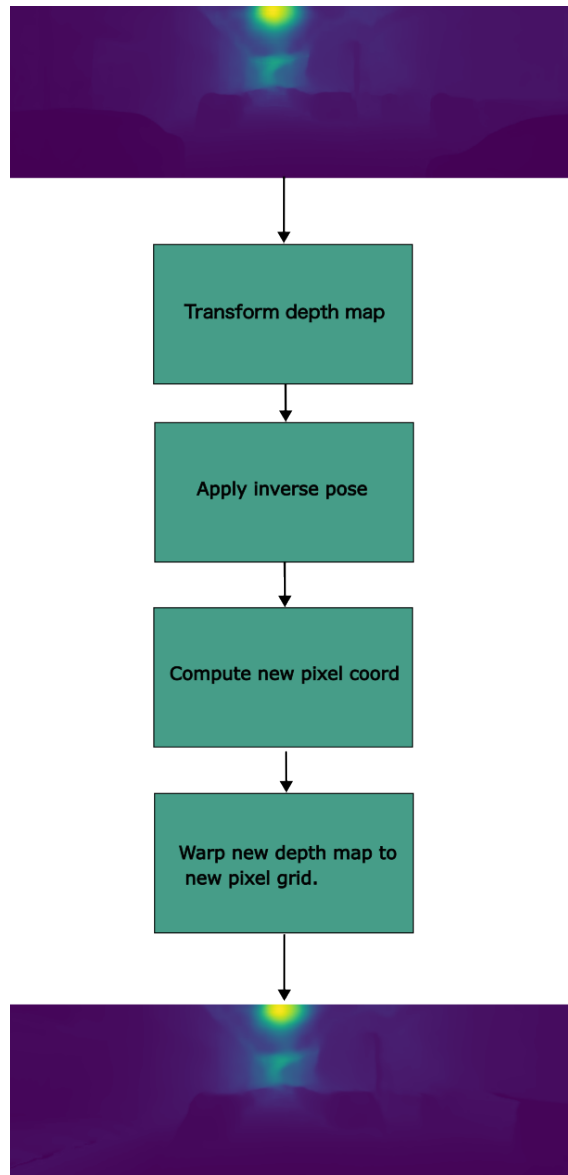 Transform depth map
Apply inverse pose
Compute new pixel coord
Warp new depth map to
new pixel grid.